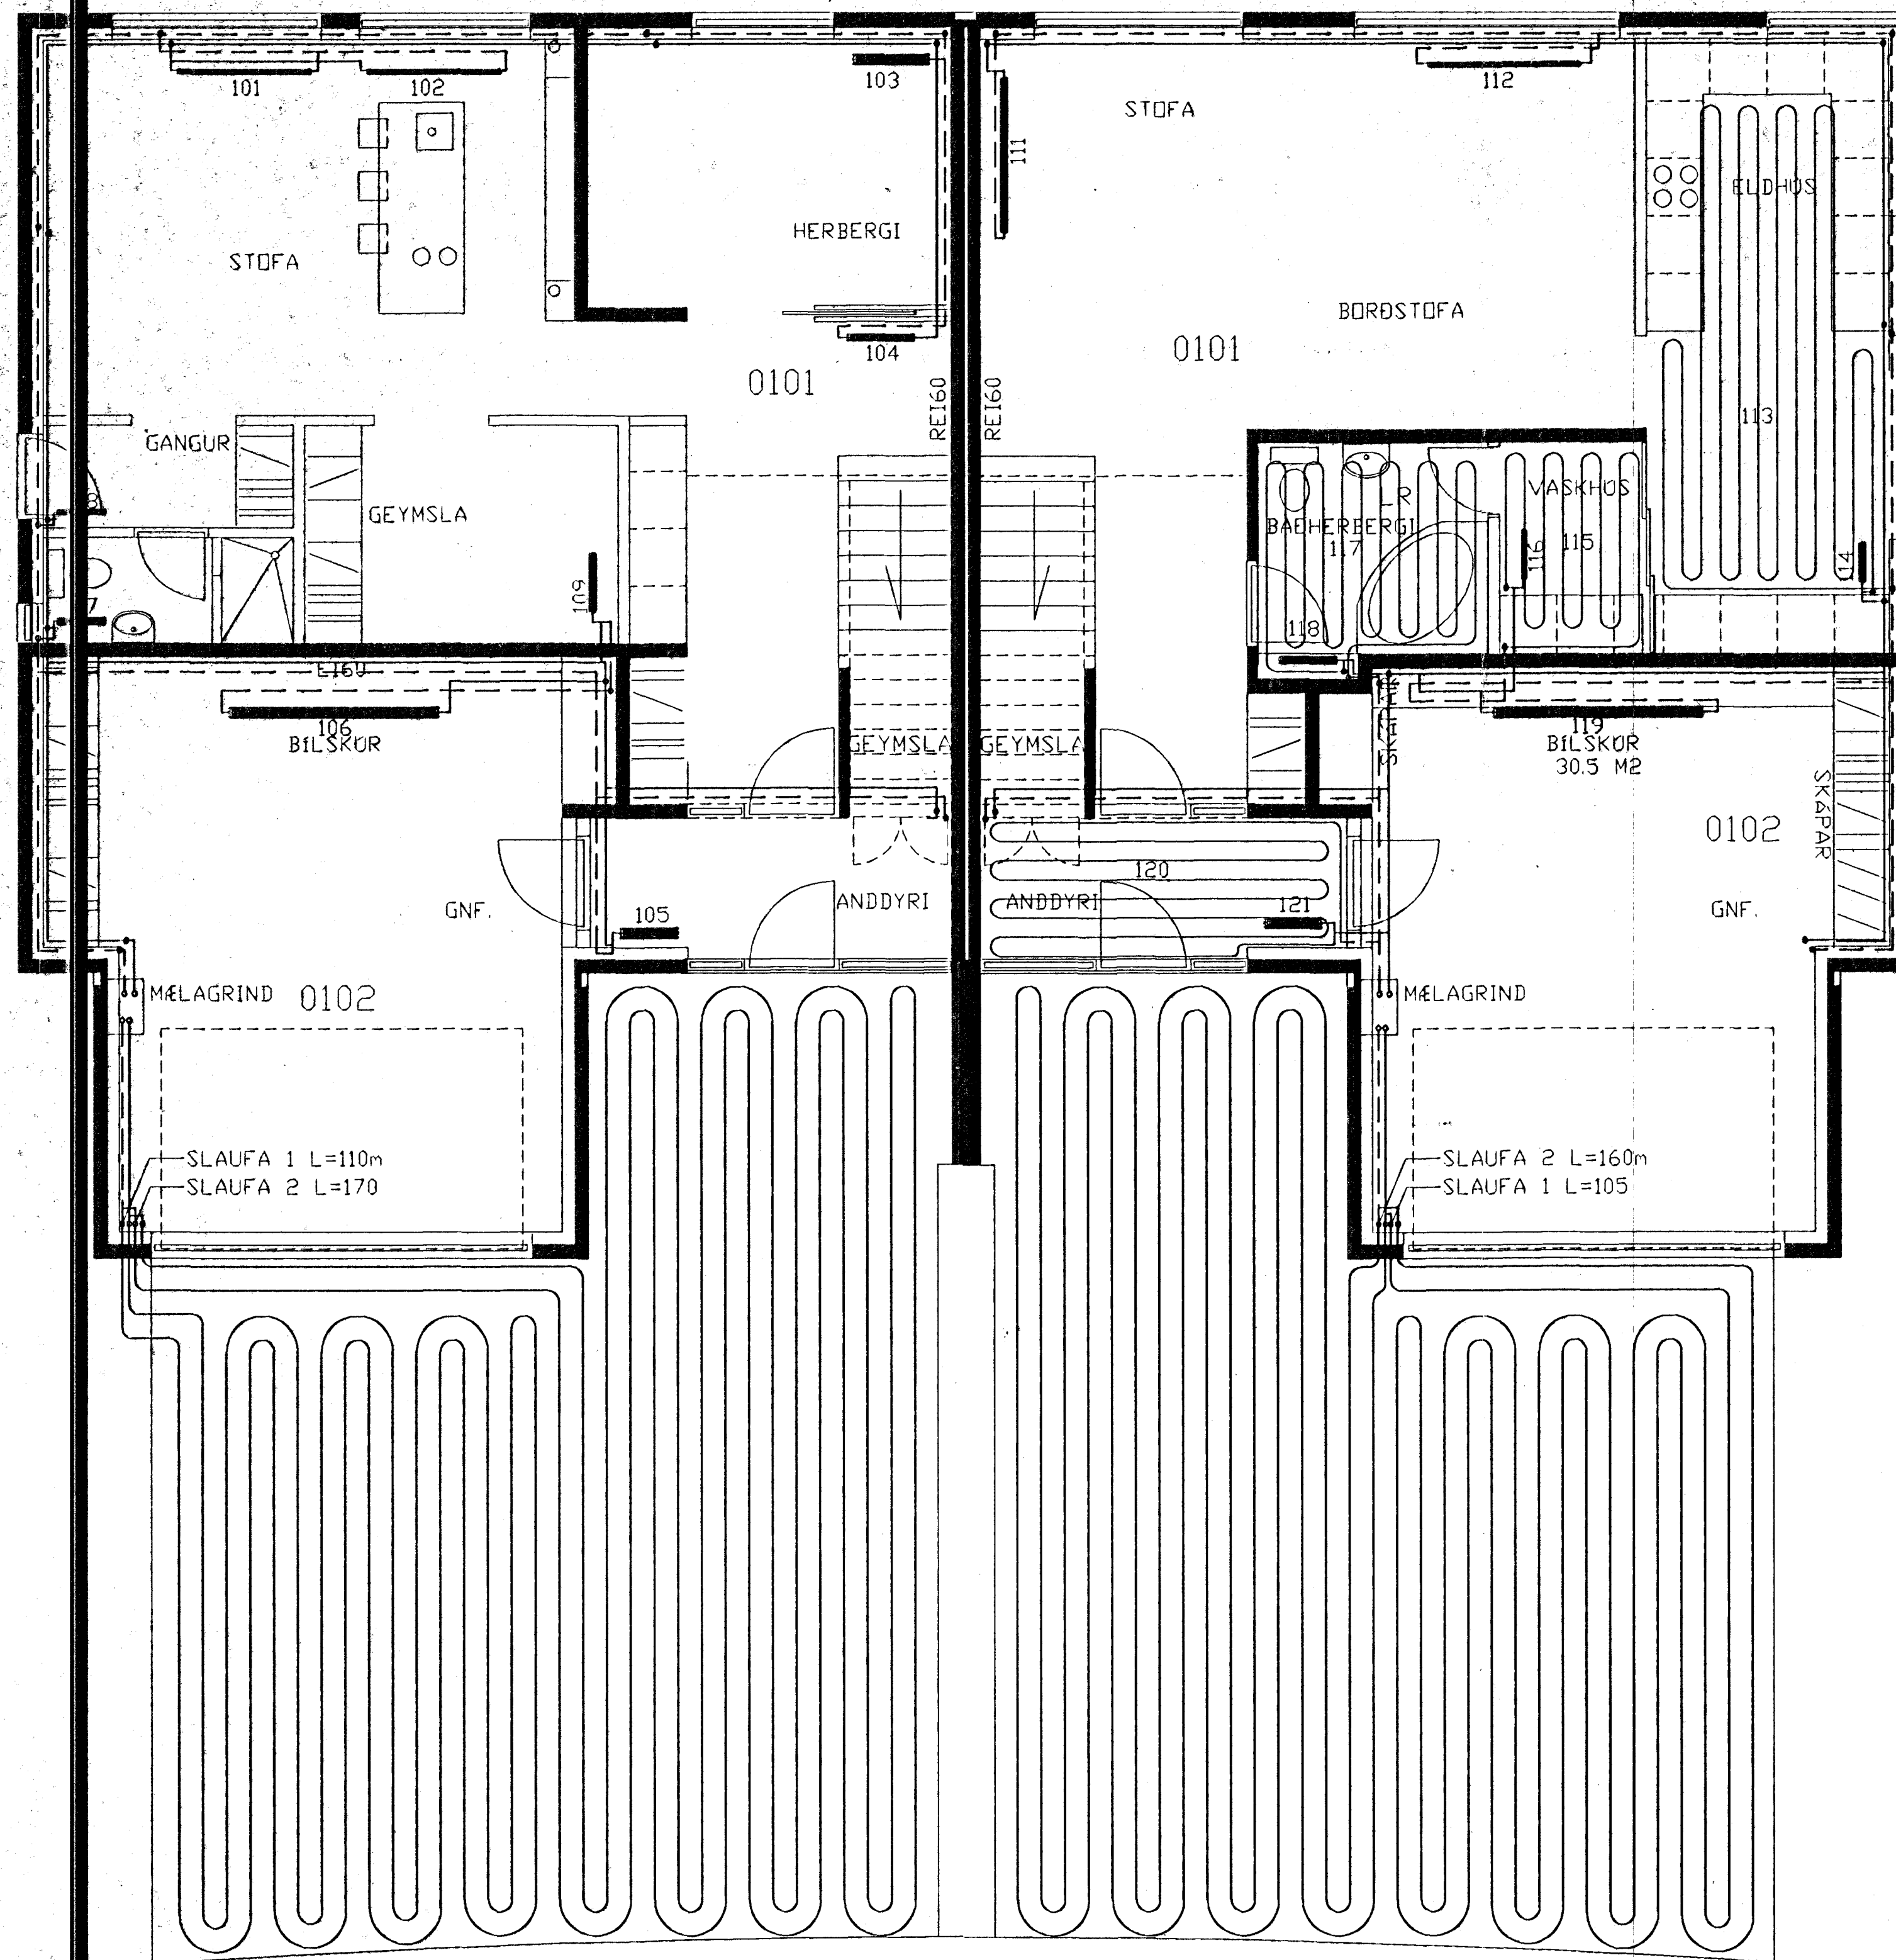 101
102
103
112
STOFA
111
ELDHÚS
HERBERGI
STOFA
BORÐSTOFA
104
0101
0101
REI60
REI60
113
GANGUR
GEYMSLA
VASKHÚS
BAÐHERBERGI
117
116
115
114
109
118
EI60
106
BÍLSKÚR
GEYMSLA
GEYMSLA
119
BÍLSKÚR
30.5 M2
SKÁPAR
0102
120
ANDDYRI
ANDDYRI
GNF.
105
121
GNF.
MÆLAGRIND
0102
MÆLAGRIND
SLAUFA 1 L=110m
SLAUFA 2 L=170
SLAUFA 2 L=160m
SLAUFA 1 L=105